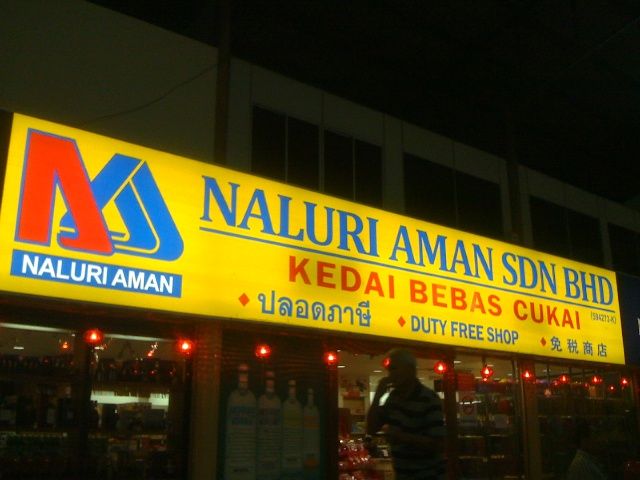 NALURI AMAN
NALURI AMAN SDN BHD
KEDAI BEBAS CUKAI
(594273-K)
♦ ปลอดภาษี ♦ DUTY FREE SHOP ♦ 免税商店